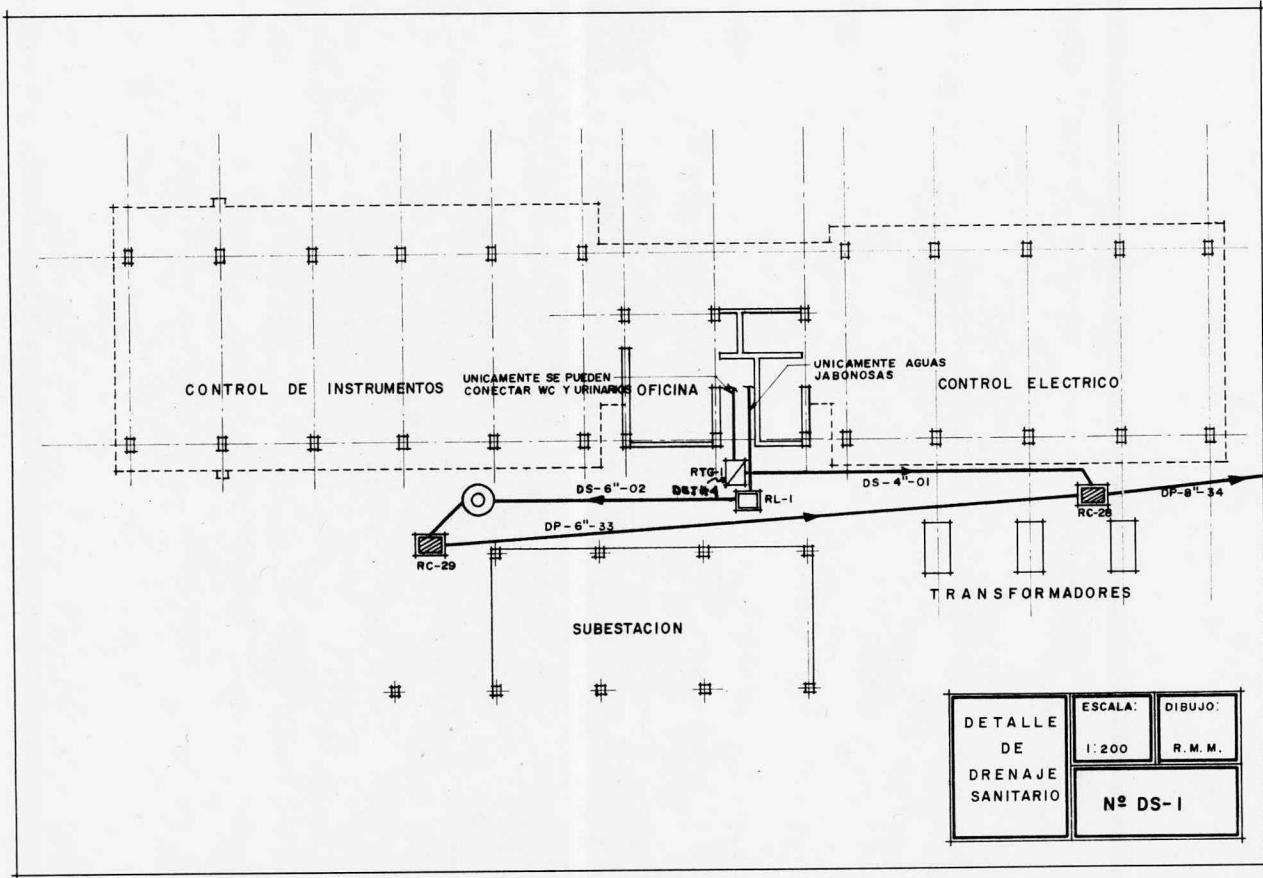 CONTROL DE INSTRUMENTOS
UNICAMENTE SE PUEDEN
CONECTAR WC Y URINARIOS
OFICINA
UNICAMENTE AGUAS
JABONOSAS
CONTROL ELECTRICO
RTG-1
DS-6"-02
RL-1
DS-4"-01
RC-28
DP-8"-34
DP-6"-33
RC-29
TRANSFORMADORES
SUBESTACION
DETALLE
DE
DRENAJE
SANITARIO
ESCALA:
1:200
DIBUJO:
R.M.M.
Nº DS-1